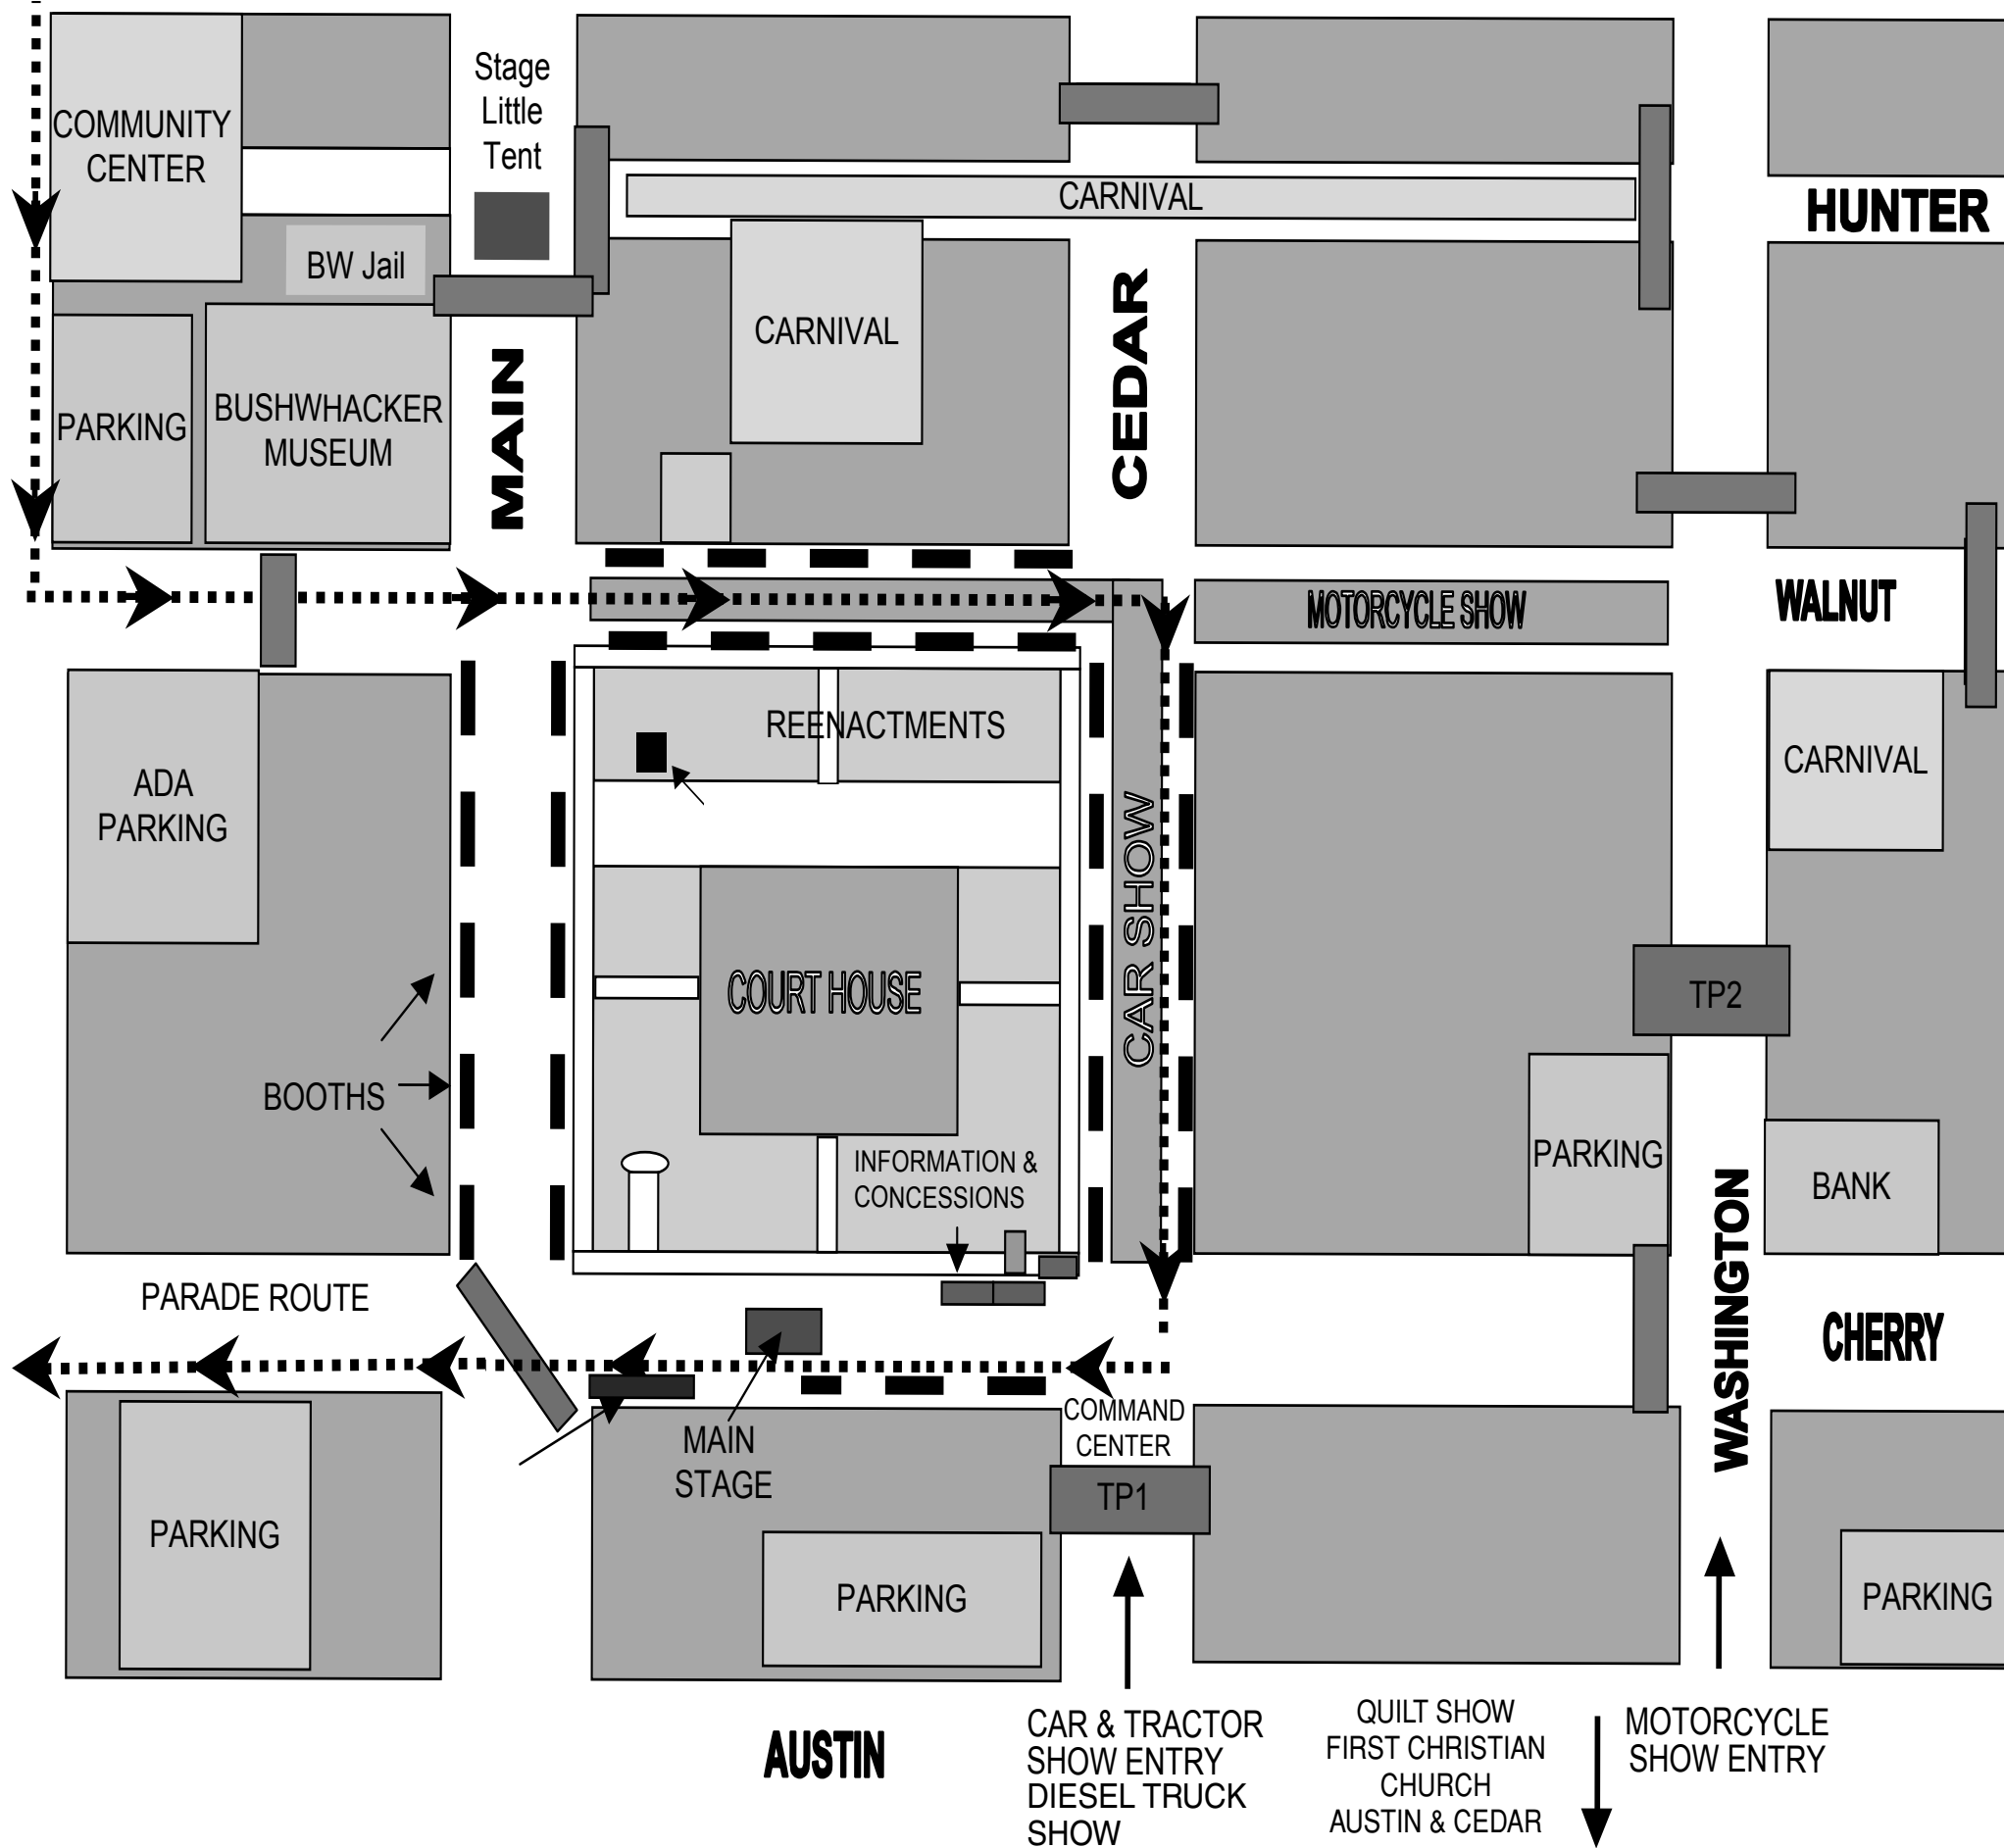 Stage
Little
Tent
COMMUNITY
CENTER
CARNIVAL
HUNTER
BW Jail
CARNIVAL
CEDAR
MAIN
PARKING
BUSHWHACKER
MUSEUM
MOTORCYCLE SHOW
WALNUT
REENACTMENTS
CARNIVAL
ADA
PARKING
CAR SHOW
COURT HOUSE
TP2
BOOTHS
PARKING
BANK
INFORMATION &
CONCESSIONS
WASHINGTON
PARADE ROUTE
CHERRY
COMMAND
CENTER
MAIN
STAGE
TP1
PARKING
PARKING
PARKING
AUSTIN
CAR & TRACTOR
SHOW ENTRY
DIESEL TRUCK
SHOW
QUILT SHOW
FIRST CHRISTIAN
CHURCH
AUSTIN & CEDAR
MOTORCYCLE
SHOW ENTRY